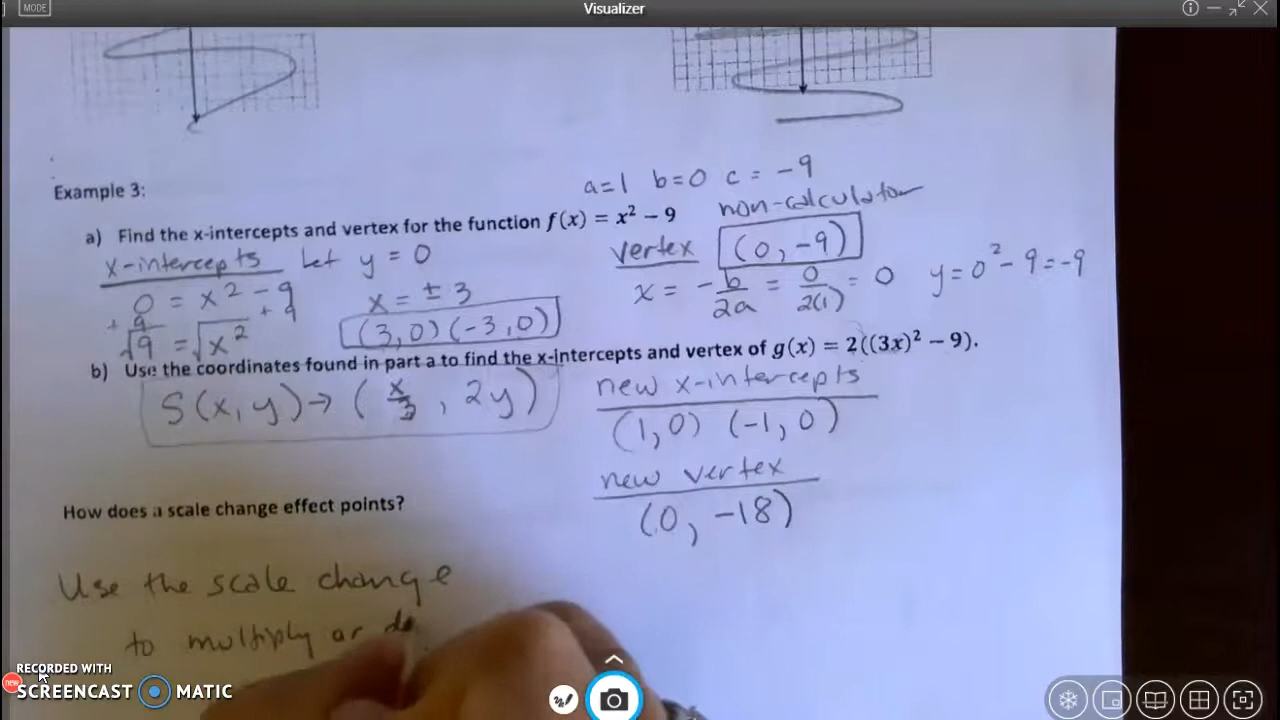 MODE
Visualizer
Example 3:
a=1 b=0 c=-9
non-calculator
a) Find the x-intercepts and vertex for the function f(x) = x² − 9
x-intercepts Let y = 0
0 = x² - 9
+9 +9
√9 = √x²
x = ± 3
(3,0) (-3,0)
vertex (0, -9)
x = -b/2a = 0/2(1) = 0 y = 0² - 9 = -9
b) Use the coordinates found in part a to find the x-intercepts and vertex of g(x) = 2((3x)² − 9).
S(x,y) → (x/3, 2y)
new x-intercepts
(1,0) (-1,0)
new vertex
(0, -18)
How does a scale change effect points?
Use the scale change
to multiply or
RECORDED WITH
new
SCREENCAST MATIC